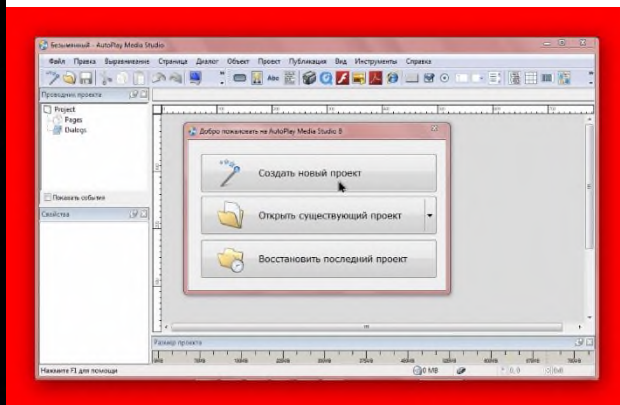 Безымянный - AutoPlay Media Studio
Файл Правка Выравнивание Страница Диалог Объект Проект Публикация Вид Инструменты Справка
Abc
Проводник проекта
Project
Pages
Dialogs
Показать события
Свойства
Добро пожаловать на AutoPlay Media Studio 8
Создать новый проект
Открыть существующий проект
Восстановить последний проект
Размер проекта
Нажмите F1 для помощи
0 MB